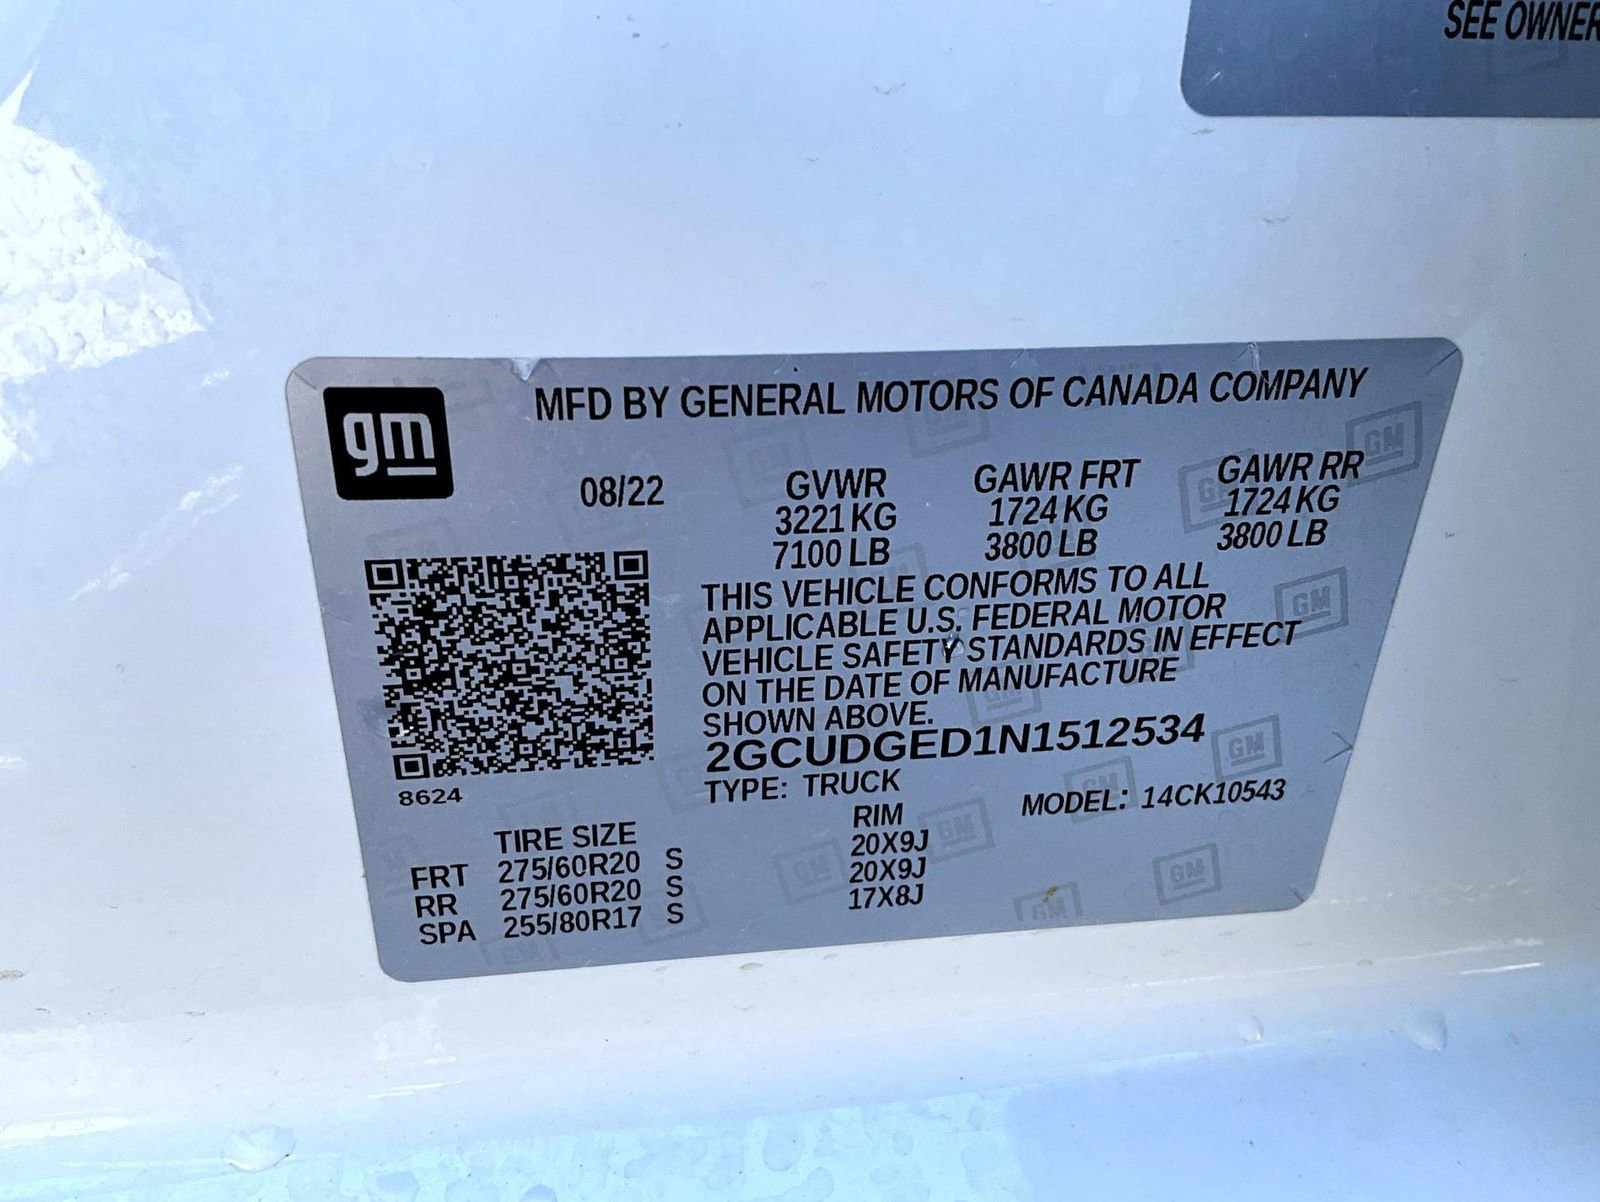 SEE OWNER
gm
MFD BY GENERAL MOTORS OF CANADA COMPANY
08/22
GVWR
3221 KG
7100 LB
GAWR FRT
1724 KG
3800 LB
GAWR RR
1724 KG
3800 LB
THIS VEHICLE CONFORMS TO ALL
APPLICABLE U.S. FEDERAL MOTOR
VEHICLE SAFETY STANDARDS IN EFFECT
ON THE DATE OF MANUFACTURE
SHOWN ABOVE.
2GCUDGED1N1512534
TYPE: TRUCK
MODEL: 14CK10543
8624
TIRE SIZE RIM
FRT 275/60R20 S 20X9J
RR 275/60R20 S 20X9J
SPA 255/80R17 S 17X8J